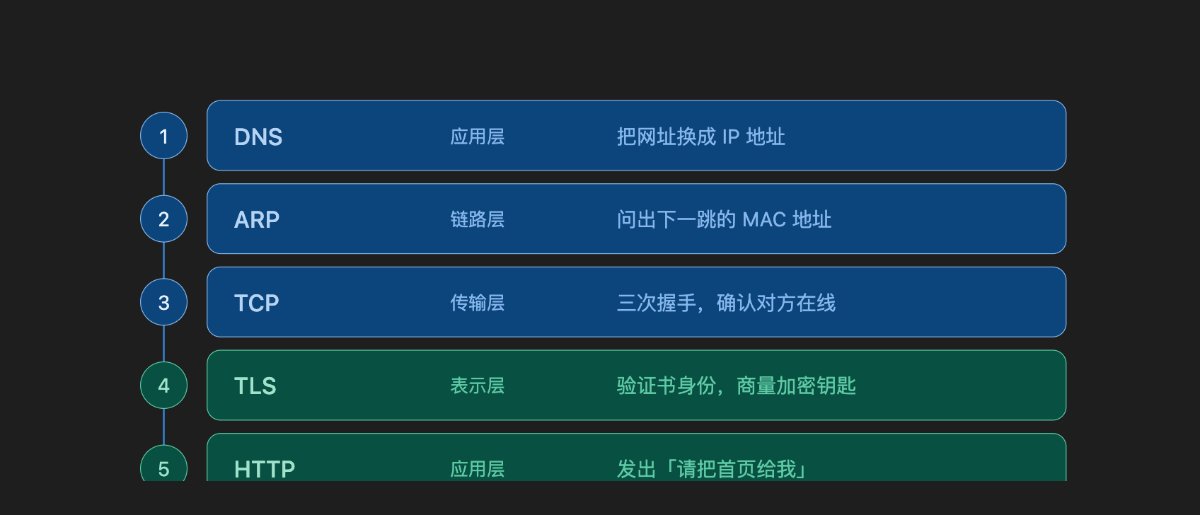 1 DNS 应用层 把网址换成 IP 地址
2 ARP 链路层 问出下一跳的 MAC 地址
3 TCP 传输层 三次握手，确认对方在线
4 TLS 表示层 验证书身份，商量加密钥匙
5 HTTP 应用层 发出「请把首页给我」